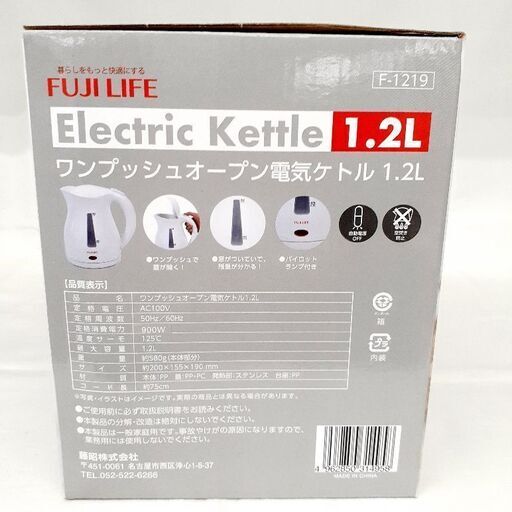 暮らしをもっと快適にする
FUJI LIFE
F-1219
Electric Kettle 1.2L
ワンプッシュオープン電気ケトル 1.2L
●ワンプッシュで
蓋が開く!
●窓がついていて、
残量が分かる!
●パイロット
ランプ付き
自動電源
OFF
空焚き
防止
【品質表示】
品名 ワンプッシュオープン電気ケトル1.2L
定格電圧 AC100V
定格周波数 50Hz/60Hz
定格消費電力 900W
温度サーモ 125℃
最大容量 1.2L
重量 約580g(本体部分)
サイズ 約200×155×190 mm
材質 本体:PP 蓋:PP・PC 発熱部:ステンレス 台座:PP
コード長 約75cm
※写真・イラストはイメージです。実際の商品とは異なる場合があります。
●ご使用前に必ず取扱説明書をお読みください。
●本製品の分解・改造は絶対にしないでください。
●本製品は一般家庭用です。事故やけがの原因になりますので、
業務用には使用しないでください。
藤昭株式会社
〒451-0061 名古屋市西区浄心1-5-37
TEL.052-522-6266
箱
プラ
内装
4 962830 314958
MADE IN CHINA